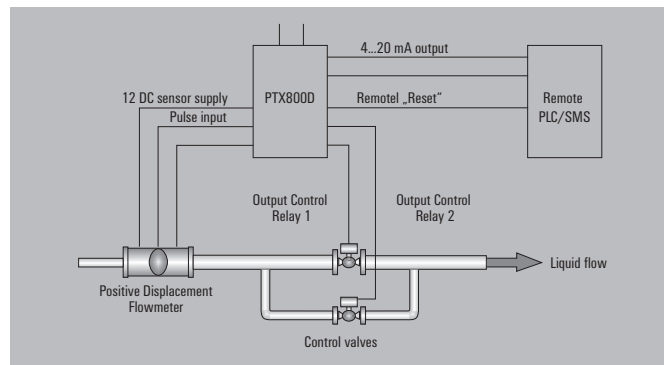 4...20 mA output
12 DC sensor supply
PTX800D
Remotel „Reset“
Remote
PLC/SMS
Pulse input
Output Control
Relay 1
Output Control
Relay 2
Liquid flow
Positive Displacement
Flowmeter
Control valves